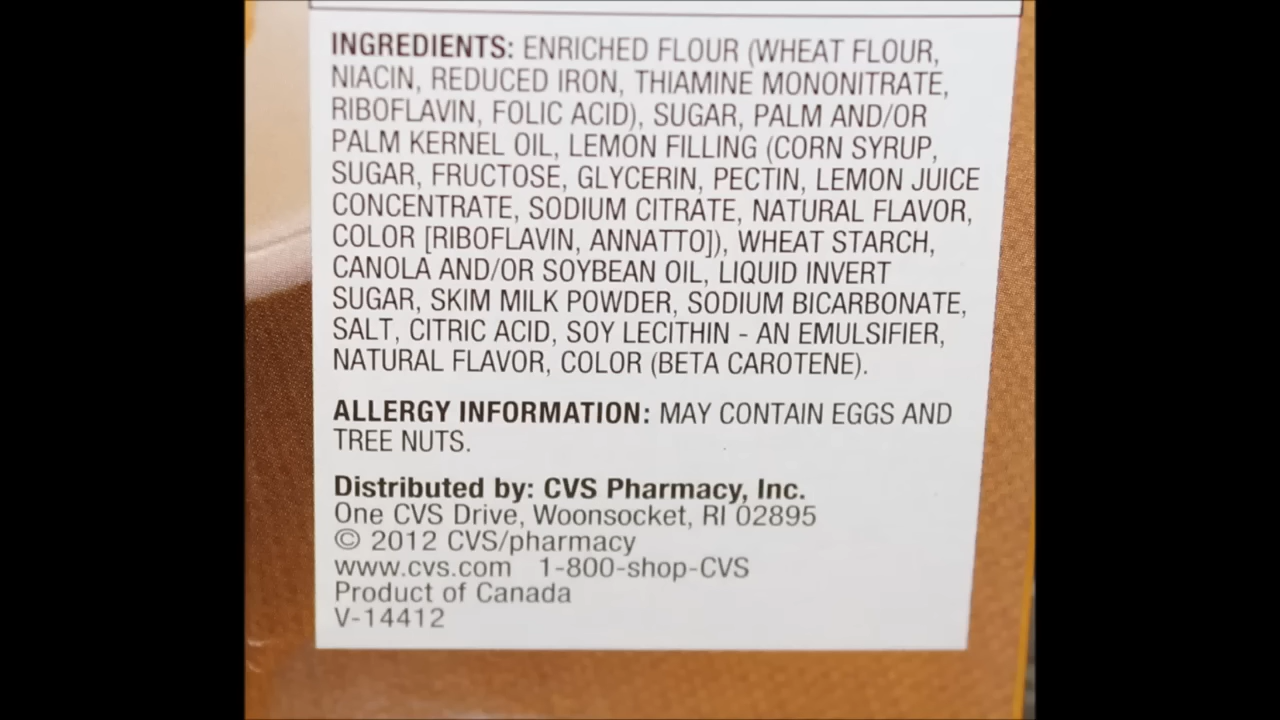 INGREDIENTS: ENRICHED FLOUR (WHEAT FLOUR,
NIACIN, REDUCED IRON, THIAMINE MONONITRATE,
RIBOFLAVIN, FOLIC ACID), SUGAR, PALM AND/OR
PALM KERNEL OIL, LEMON FILLING (CORN SYRUP,
SUGAR, FRUCTOSE, GLYCERIN, PECTIN, LEMON JUICE
CONCENTRATE, SODIUM CITRATE, NATURAL FLAVOR,
COLOR [RIBOFLAVIN, ANNATTO]), WHEAT STARCH,
CANOLA AND/OR SOYBEAN OIL, LIQUID INVERT
SUGAR, SKIM MILK POWDER, SODIUM BICARBONATE,
SALT, CITRIC ACID, SOY LECITHIN - AN EMULSIFIER,
NATURAL FLAVOR, COLOR (BETA CAROTENE).
ALLERGY INFORMATION: MAY CONTAIN EGGS AND
TREE NUTS.
Distributed by: CVS Pharmacy, Inc.
One CVS Drive, Woonsocket, RI 02895
© 2012 CVS/pharmacy
www.cvs.com 1-800-shop-CVS
Product of Canada
V-14412